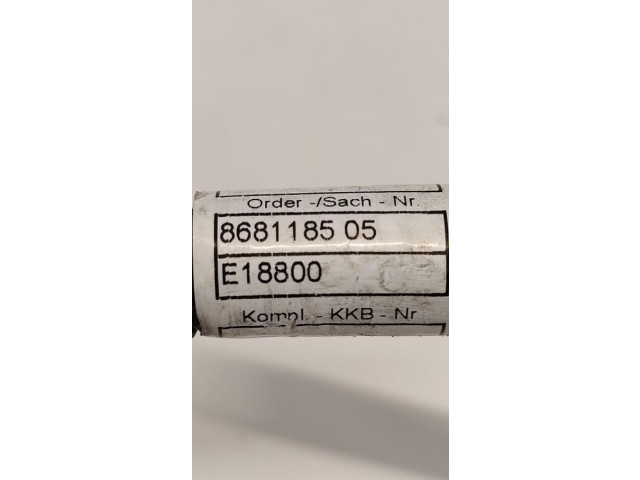 Order -/Sach - Nr.
8681185 05
E18800
Kompl. - KKB - Nr